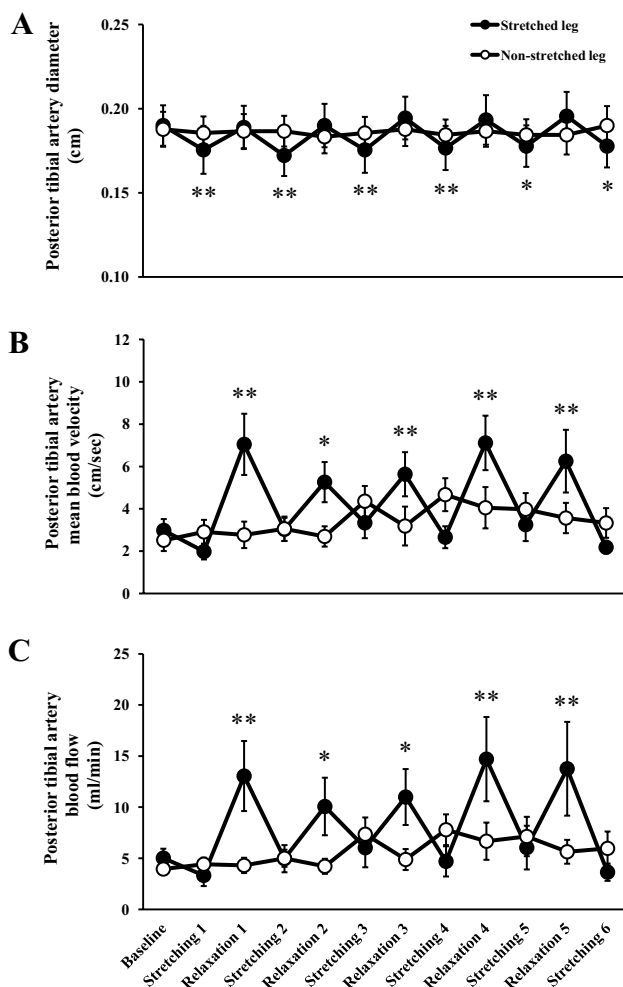 A
Posterior tibial artery diameter
(cm)
0.25
0.20
0.15
0.10
Stretched leg
Non-stretched leg
** ** ** ** * *
B
Posterior tibial artery
mean blood velocity
(cm/sec)
12
10
8
6
4
2
0
** * ** ** **
C
Posterior tibial artery
blood flow
(ml/min)
25
20
15
10
5
0
** * * ** **
Baseline
Stretching 1
Relaxation 1
Stretching 2
Relaxation 2
Stretching 3
Relaxation 3
Stretching 4
Relaxation 4
Stretching 5
Relaxation 5
Stretching 6